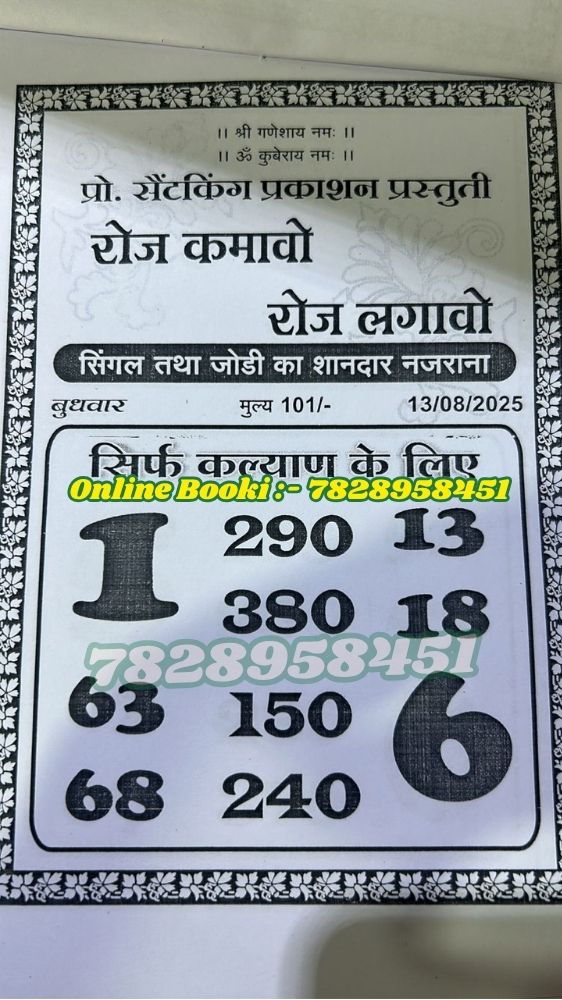 ।। श्री गणेशाय नमः ।।
।। ॐ कुबेराय नमः ।।
प्रो. सैंटकिंग प्रकाशन प्रस्तुती
रोज कमावो
रोज लगावो
सिंगल तथा जोडी का शानदार नजराना
बुधवार मुल्य 101/- 13/08/2025
सिर्फ कल्याण के लिए
Online Booki :- 7828958451
1 290 13
380 18
7828958451
63 150 6
68 240